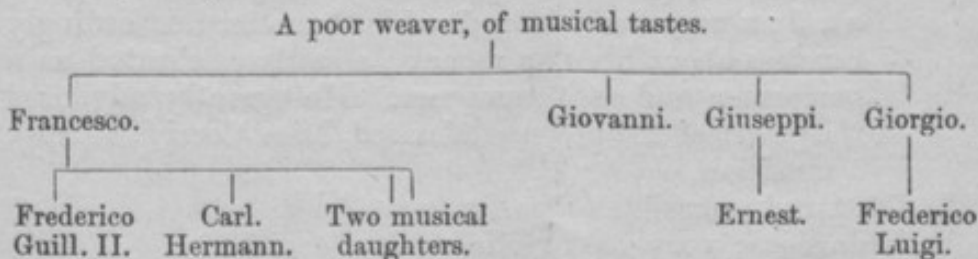 A poor weaver, of musical tastes.
Francesco. Giovanni. Giuseppi. Giorgio.
Frederico Carl. Two musical Ernest. Frederico
Guill. II. Hermann. daughters. Luigi.